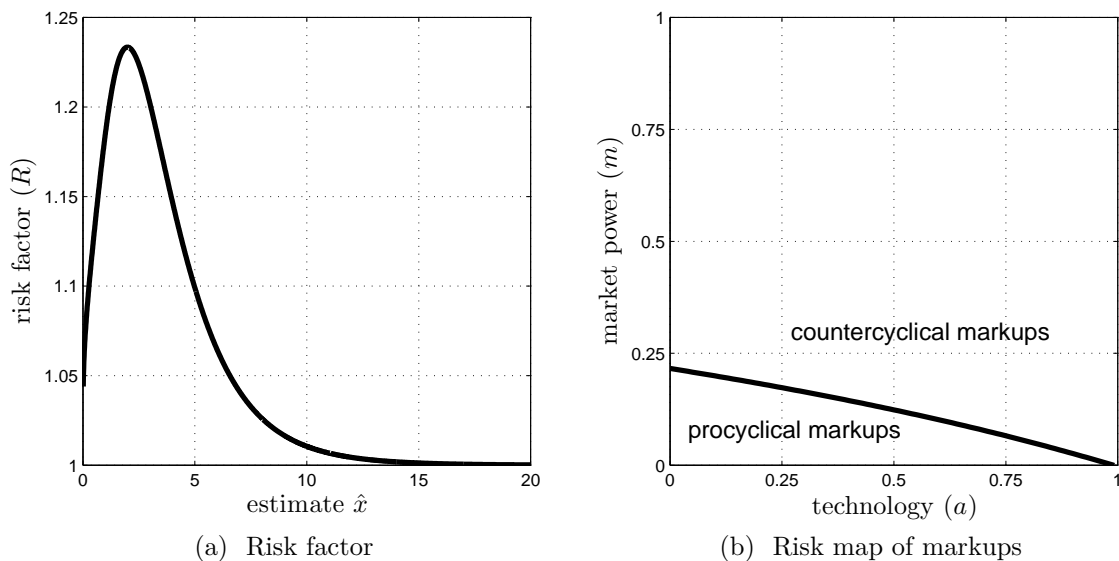 1.25
1.2
1.15
1.1
1.05
1
risk factor (R)
0 5 10 15 20
estimate x̂
(a) Risk factor
1
0.75
0.5
0.25
0
market power (m)
countercyclical markups
procyclical markups
0 0.25 0.5 0.75 1
technology (a)
(b) Risk map of markups